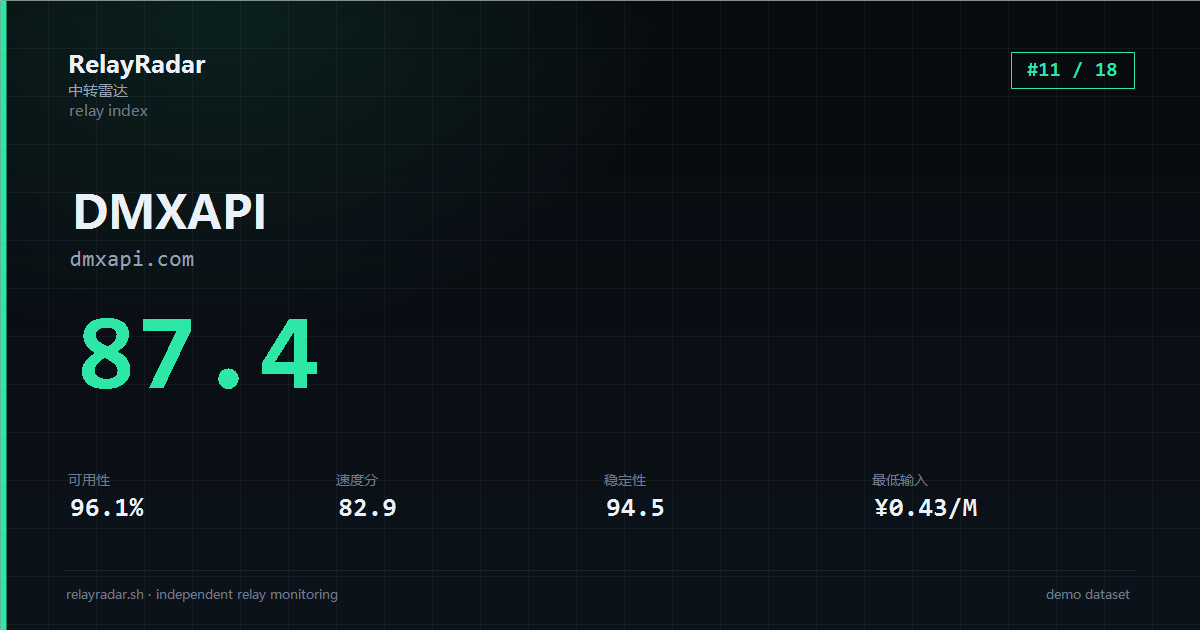 RelayRadar
中转雷达
relay index
#11 / 18
DMXAPI
dmxapi.com
87.4
可用性
96.1%
速度分
82.9
稳定性
94.5
最低输入
¥0.43/M
relayradar.sh · independent relay monitoring
demo dataset